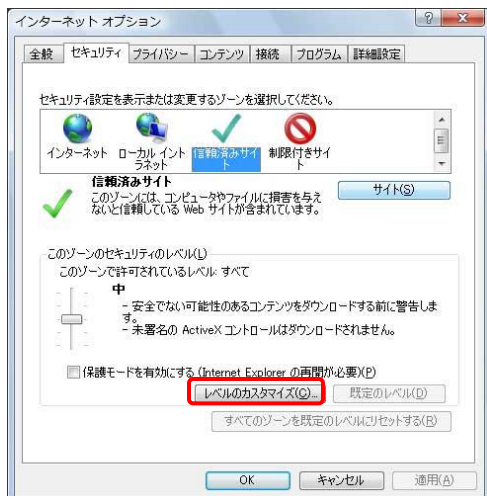 インターネット オプション
全般 セキュリティ プライバシー コンテンツ 接続 プログラム 詳細設定
セキュリティ設定を表示または変更するゾーンを選択してください。
インターネット ローカル イント 信頼済みサイ 制限付きサイ
ラネット ト ト
信頼済みサイト
このゾーンには、コンピュータやファイルに損害を与え
ないと信頼している Web サイトが含まれています。
サイト(S)
このゾーンのセキュリティのレベル(L)
このゾーンで許可されているレベル: すべて
中
- 安全でない可能性のあるコンテンツをダウンロードする前に警告しま
す。
- 未署名の ActiveX コントロールはダウンロードされません。
保護モードを有効にする (Internet Explorer の再開が必要)(P)
レベルのカスタマイズ(C)... 既定のレベル(D)
すべてのゾーンを既定のレベルにリセットする(R)
OK キャンセル 適用(A)